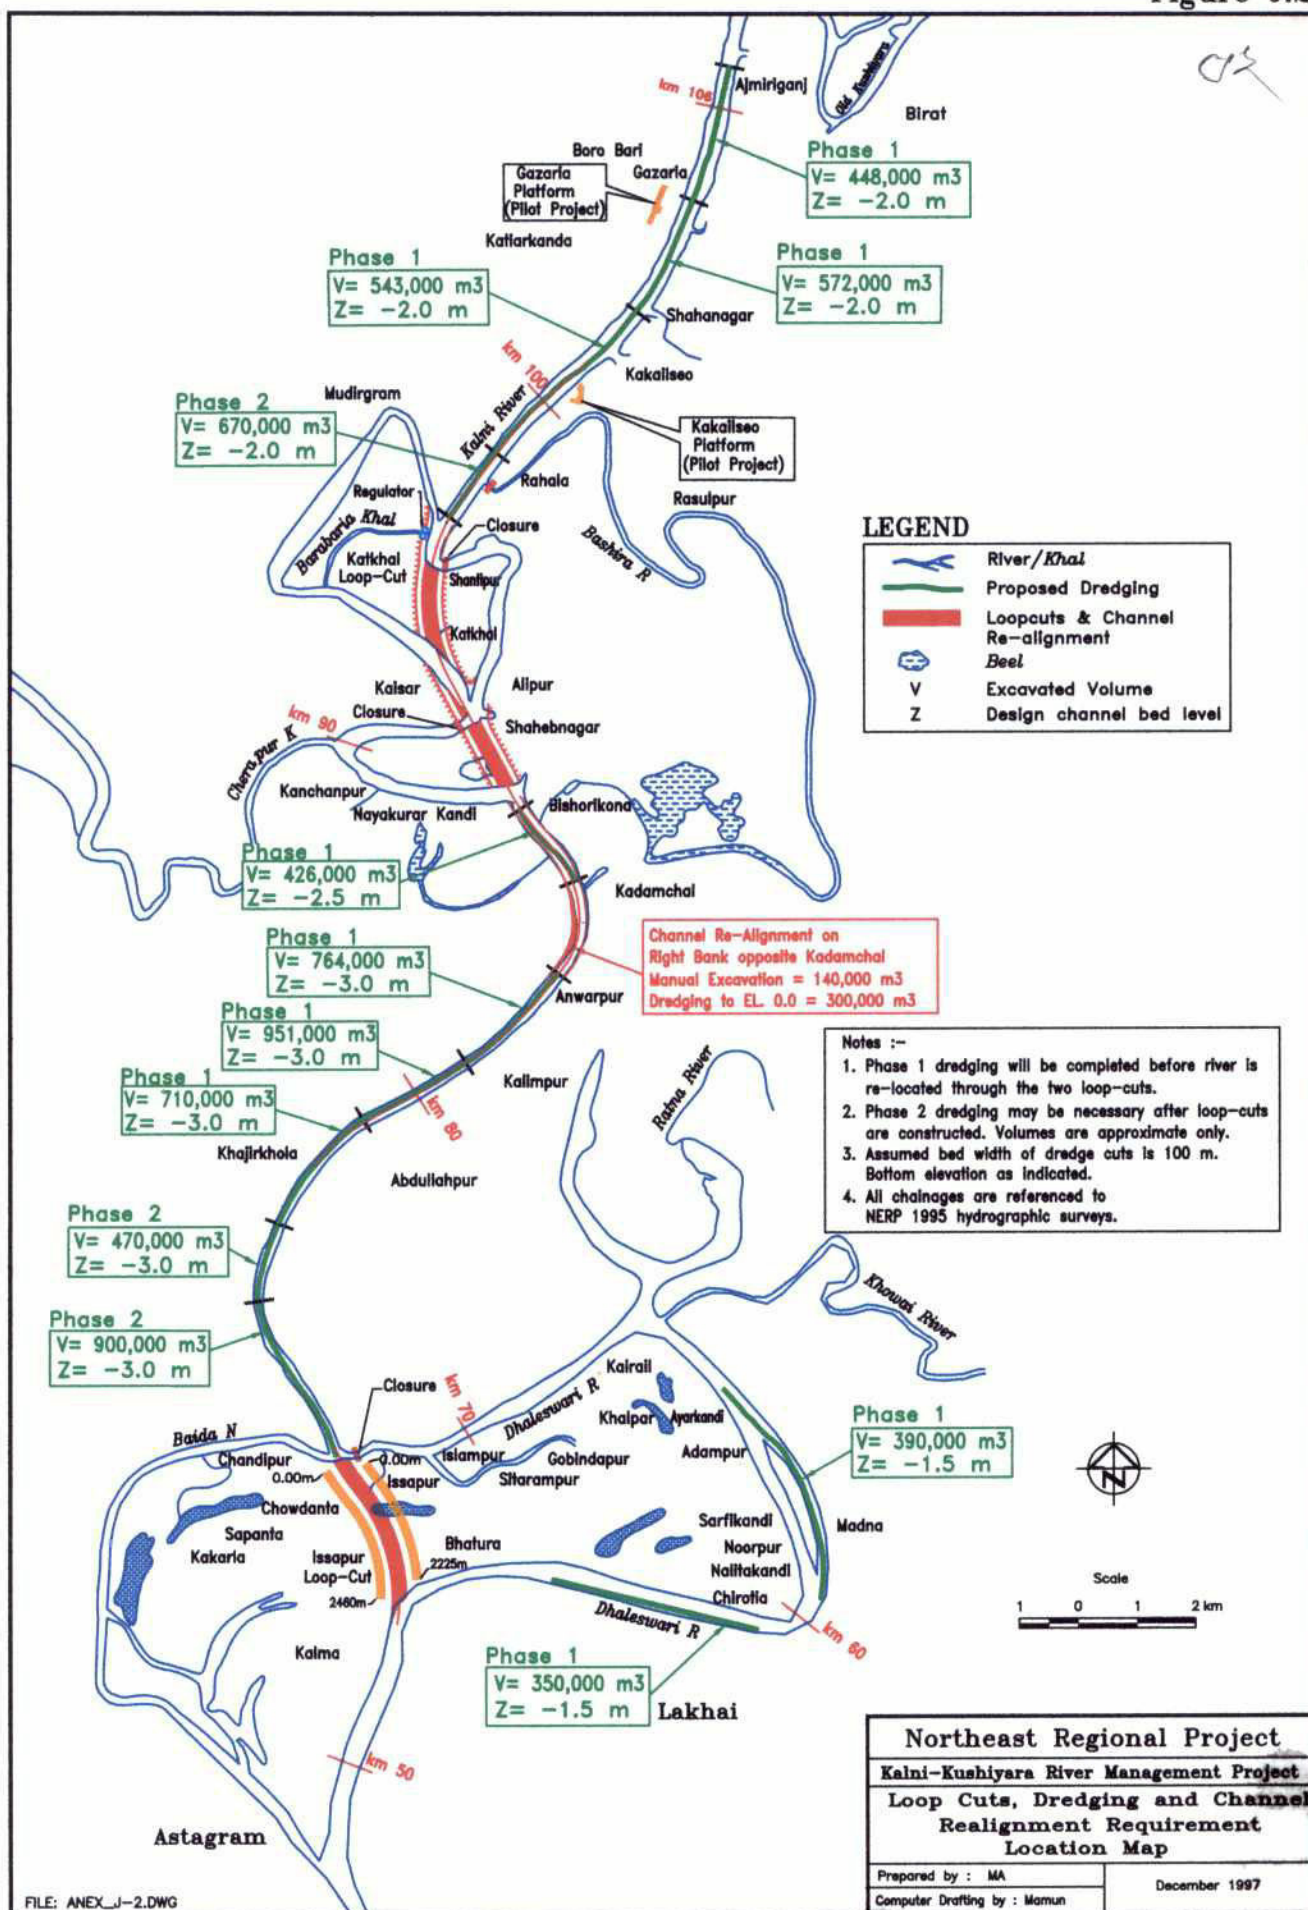 Ajmiriganj
km 106
Old Kushiyara
Birat
Boro Bari
Gazaria
Gazaria
Platform
(Pilot Project)
Phase 1
V= 448,000 m3
Z= -2.0 m
Katiarkanda
Phase 1
V= 543,000 m3
Z= -2.0 m
Phase 1
V= 572,000 m3
Z= -2.0 m
Shahanagar
km 100
Kakailseo
Mudirgram
Kalni River
Phase 2
V= 670,000 m3
Z= -2.0 m
Kakailseo
Platform
(Pilot Project)
Rahala
Regulator
Rasulpur
Barabaria Khal
Closure
Bashira R
Katkhal
Loop-Cut
Shantipur
Katkhal
LEGEND
River/Khal
Proposed Dredging
Loopcuts & Channel
Re-alignment
Beel
V Excavated Volume
Z Design channel bed level
Kaisar
Alipur
Closure
km 90
Shahebnagar
Cherapur K
Kanchanpur
Nayakurar Kandi
Bishorikona
Phase 1
V= 426,000 m3
Z= -2.5 m
Kadamchal
Channel Re-Alignment on
Right Bank opposite Kadamchal
Manual Excavation = 140,000 m3
Dredging to EL. 0.0 = 300,000 m3
Phase 1
V= 764,000 m3
Z= -3.0 m
Anwarpur
Phase 1
V= 951,000 m3
Z= -3.0 m
Notes :-
1. Phase 1 dredging will be completed before river is
re-located through the two loop-cuts.
2. Phase 2 dredging may be necessary after loop-cuts
are constructed. Volumes are approximate only.
3. Assumed bed width of dredge cuts is 100 m.
Bottom elevation as indicated.
4. All chainages are referenced to
NERP 1995 hydrographic surveys.
Phase 1
V= 710,000 m3
Z= -3.0 m
Kalimpur
Ratna River
km 80
Khajirkhola
Abdullahpur
Phase 2
V= 470,000 m3
Z= -3.0 m
Khowai River
Phase 2
V= 900,000 m3
Z= -3.0 m
Kairail
Closure
km 70
Dhaleswari R
Khalpar
Ayarkandi
Baida N
Chandipur
0.00m
0.00m
Islampur
Gobindapur
Adampur
Phase 1
V= 390,000 m3
Z= -1.5 m
Issapur
Sitarampur
Chowdanta
Sapanta
Kakaria
Bhatura
Sarfikandi
Noorpur
Nalitakandi
Madna
Issapur
Loop-Cut
2225m
2460m
Chirotia
Dhaleswari R
km 60
Scale
1 0 1 2 km
N
Kalma
Phase 1
V= 350,000 m3
Z= -1.5 m
Lakhai
km 50
Astagram
Northeast Regional Project
Kalni-Kushiyara River Management Project
Loop Cuts, Dredging and Channel
Realignment Requirement
Location Map
Prepared by : MA
Computer Drafting by : Mamun
December 1997
FILE: ANEX_J-2.DWG